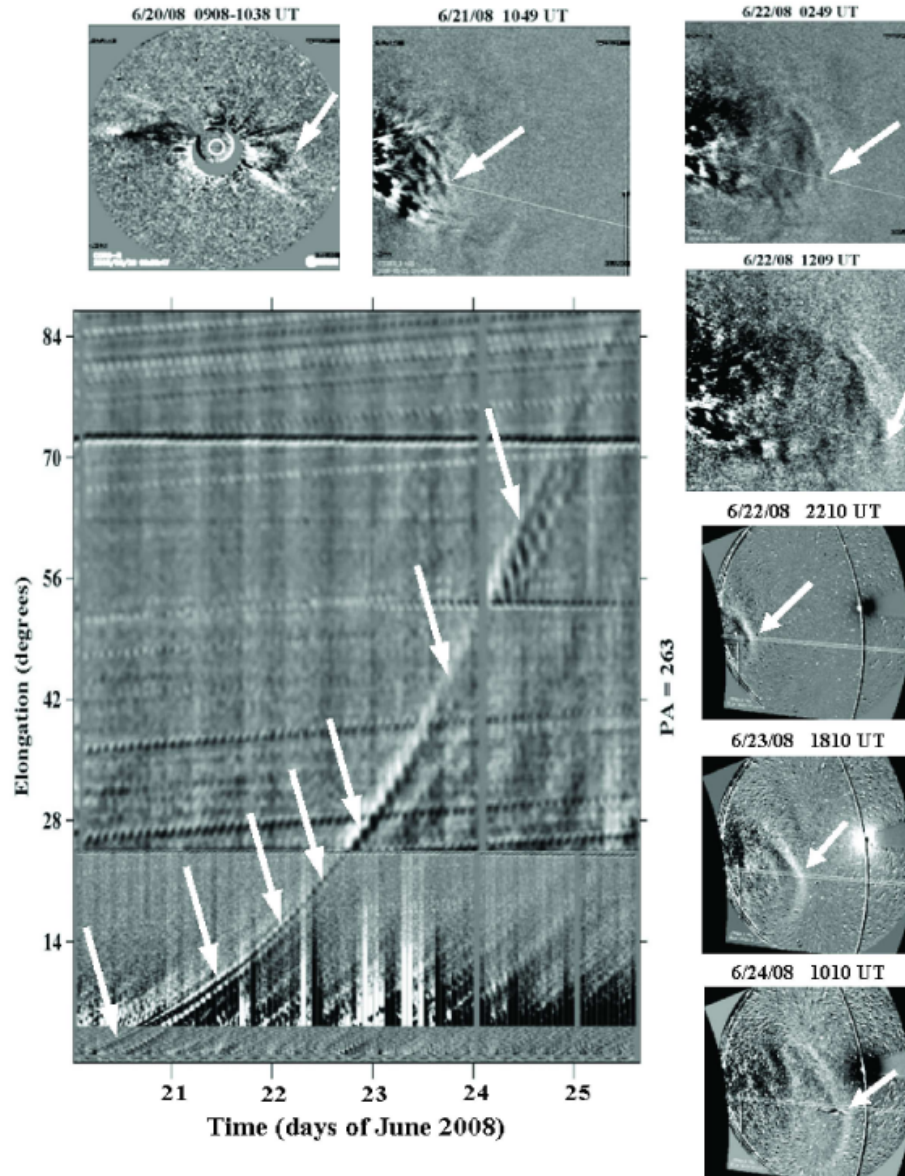 6/20/08 0908-1038 UT
6/21/08 1049 UT
6/22/08 0249 UT
6/22/08 1209 UT
6/22/08 2210 UT
6/23/08 1810 UT
6/24/08 1010 UT
84
70
56
42
28
14
Elongation (degrees)
PA = 263
21 22 23 24 25
Time (days of June 2008)